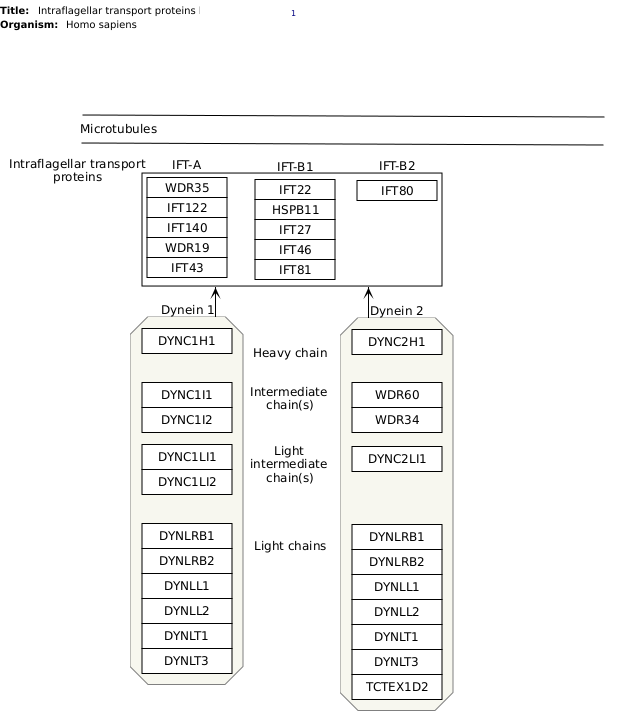 Title: Intraflagellar transport proteins
Organism: Homo sapiens
1
Microtubules
Intraflagellar transport
proteins
IFT-A
IFT-B1
IFT-B2
WDR35
IFT122
IFT140
WDR19
IFT43
IFT22
HSPB11
IFT27
IFT46
IFT81
IFT80
Dynein 1
Dynein 2
DYNC1H1
Heavy chain
DYNC2H1
DYNC1I1
DYNC1I2
Intermediate
chain(s)
WDR60
WDR34
DYNC1LI1
DYNC1LI2
Light
intermediate
chain(s)
DYNC2LI1
Light chains
DYNLRB1
DYNLRB2
DYNLL1
DYNLL2
DYNLT1
DYNLT3
DYNLRB1
DYNLRB2
DYNLL1
DYNLL2
DYNLT1
DYNLT3
TCTEX1D2